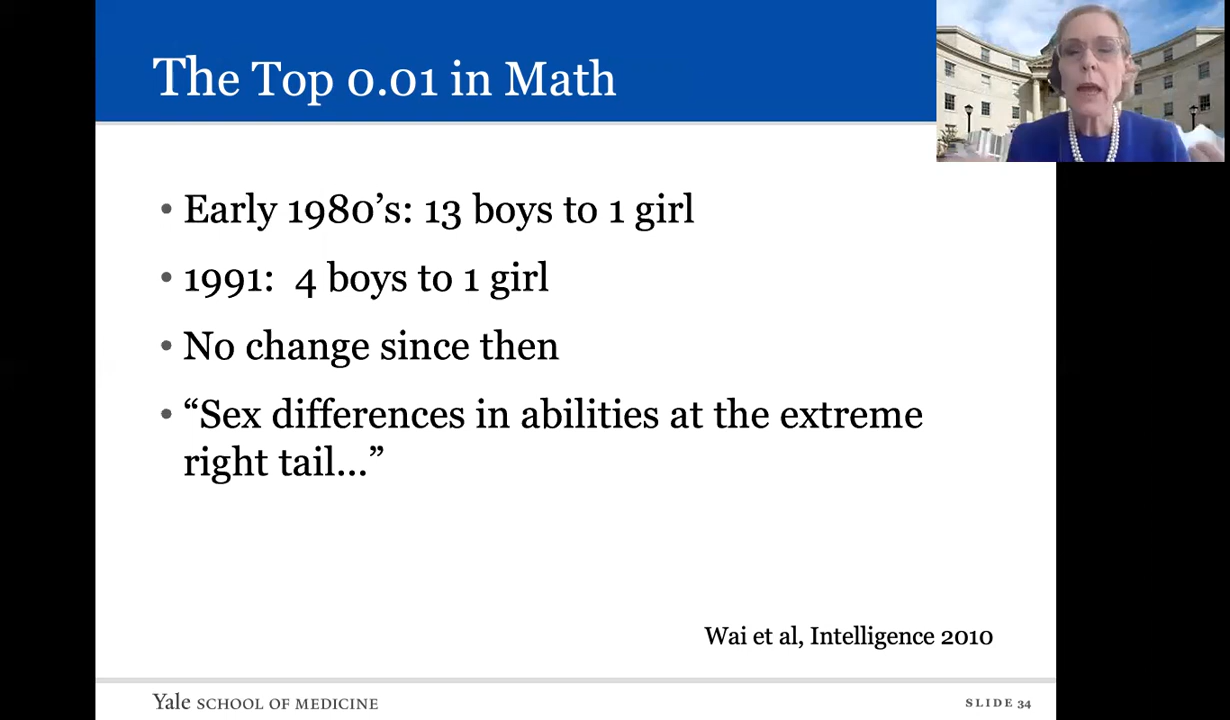 The Top 0.01 in Math
• Early 1980’s: 13 boys to 1 girl
• 1991:  4 boys to 1 girl
• No change since then
• “Sex differences in abilities at the extreme
right tail...”
Wai et al, Intelligence 2010
Yale SCHOOL OF MEDICINE
SLIDE 34